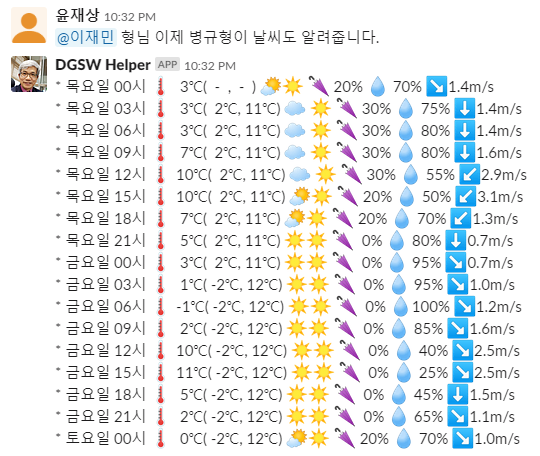 윤재상 10:32 PM
@이재민 형님 이제 병규형이 날씨도 알려줍니다.
DGSW Helper APP 10:32 PM
* 목요일 00시 🌡 3℃( - , - ) 🌤☀ 🌂 20% 💧 70% ↘1.4m/s
* 목요일 03시 🌡 3℃( 2℃, 11℃) ☁ ☀ 🌂 30% 💧 75% ⬇1.4m/s
* 목요일 06시 🌡 3℃( 2℃, 11℃) ☁ ☀ 🌂 30% 💧 80% ⬇1.4m/s
* 목요일 09시 🌡 7℃( 2℃, 11℃) ☁ ☀ 🌂 30% 💧 80% ⬇1.6m/s
* 목요일 12시 🌡 10℃( 2℃, 11℃) ☁ ☀ 🌂 30% 💧 55% ↙2.9m/s
* 목요일 15시 🌡 10℃( 2℃, 11℃) 🌤☀ 🌂 20% 💧 50% ↙3.1m/s
* 목요일 18시 🌡 7℃( 2℃, 11℃) 🌤☀ 🌂 20% 💧 70% ↙1.3m/s
* 목요일 21시 🌡 5℃( 2℃, 11℃) ☀☀ 🌂 0% 💧 80% ⬇0.7m/s
* 금요일 00시 🌡 3℃( 2℃, 11℃) ☀☀ 🌂 0% 💧 95% ↘0.7m/s
* 금요일 03시 🌡 1℃( -2℃, 12℃) ☀☀ 🌂 0% 💧 95% ↘1.0m/s
* 금요일 06시 🌡 -1℃( -2℃, 12℃) ☀☀ 🌂 0% 💧 100% ↘1.2m/s
* 금요일 09시 🌡 2℃( -2℃, 12℃) ☀☀ 🌂 0% 💧 85% ↘1.6m/s
* 금요일 12시 🌡 10℃( -2℃, 12℃) ☀☀ 🌂 0% 💧 40% ↘2.5m/s
* 금요일 15시 🌡 11℃( -2℃, 12℃) ☀☀ 🌂 0% 💧 25% ↘2.5m/s
* 금요일 18시 🌡 5℃( -2℃, 12℃) ☀☀ 🌂 0% 💧 45% ⬇1.5m/s
* 금요일 21시 🌡 2℃( -2℃, 12℃) ☀☀ 🌂 0% 💧 65% ↘1.1m/s
* 토요일 00시 🌡 0℃( -2℃, 12℃) 🌤☀ 🌂 20% 💧 70% ↘1.0m/s